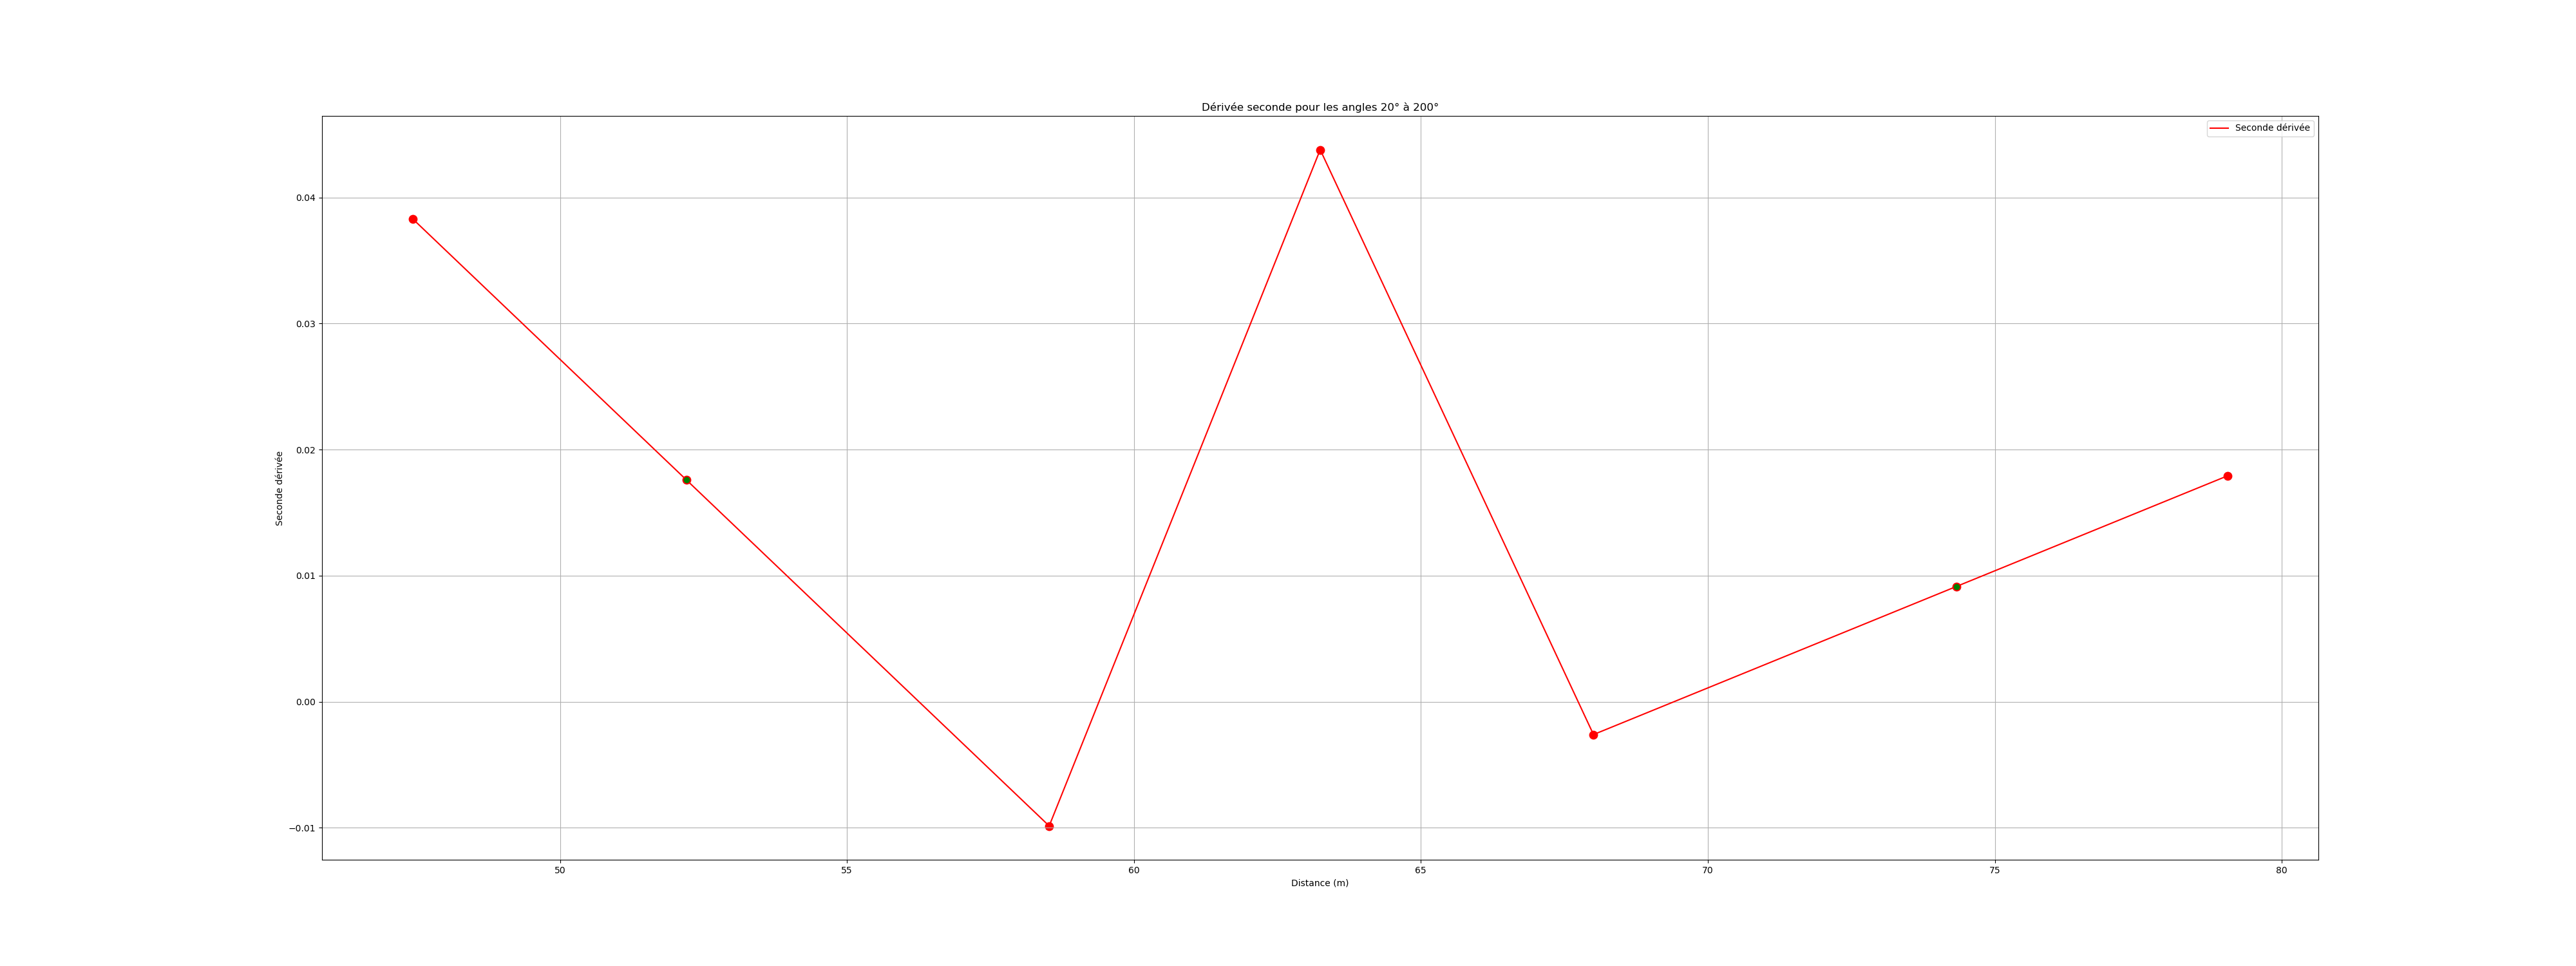 Dérivée seconde pour les angles 20° à 200°
Seconde dérivée
0.04
0.03
0.02
0.01
0.00
−0.01
Seconde dérivée
50 55 60 65 70 75 80
Distance (m)